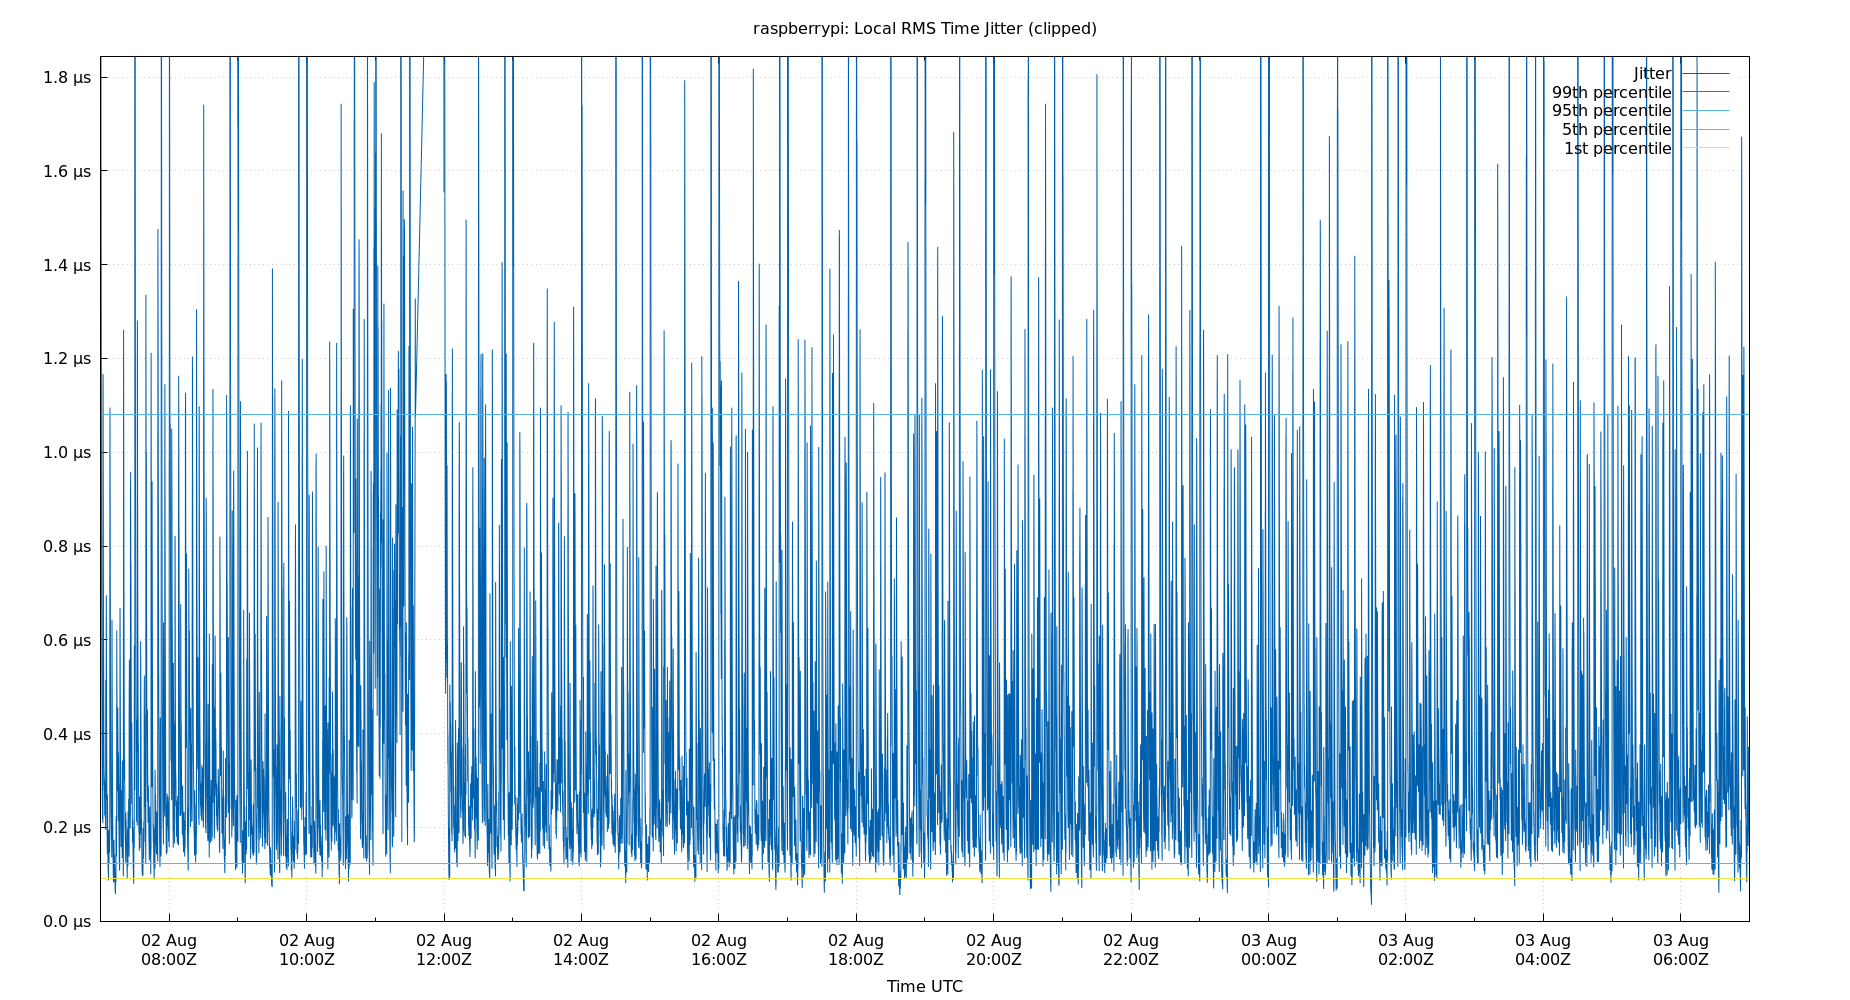 raspberrypi: Local RMS Time Jitter (clipped)
1.8 µs
1.6 µs
1.4 µs
1.2 µs
1.0 µs
0.8 µs
0.6 µs
0.4 µs
0.2 µs
0.0 µs
Jitter
99th percentile
95th percentile
5th percentile
1st percentile
02 Aug 02 Aug 02 Aug 02 Aug 02 Aug 02 Aug 02 Aug 02 Aug 03 Aug 03 Aug 03 Aug 03 Aug
08:00Z 10:00Z 12:00Z 14:00Z 16:00Z 18:00Z 20:00Z 22:00Z 00:00Z 02:00Z 04:00Z 06:00Z
Time UTC